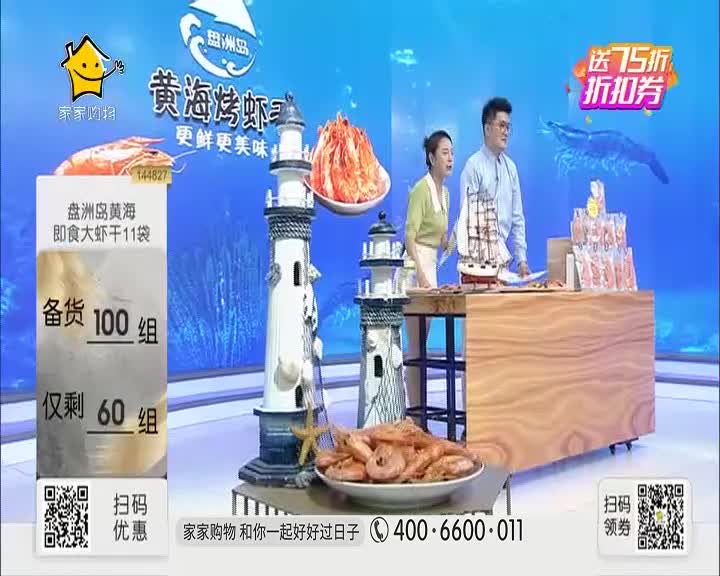 家家购物
盘洲岛
黄海烤虾干
更鲜更美味
送75折
折扣券
144827
盘洲岛黄海
即食大虾干11袋
备货 100 组
仅剩 60 组
扫码
优惠
家家购物 和你一起好好过日子
400·6600·011
扫码
领券